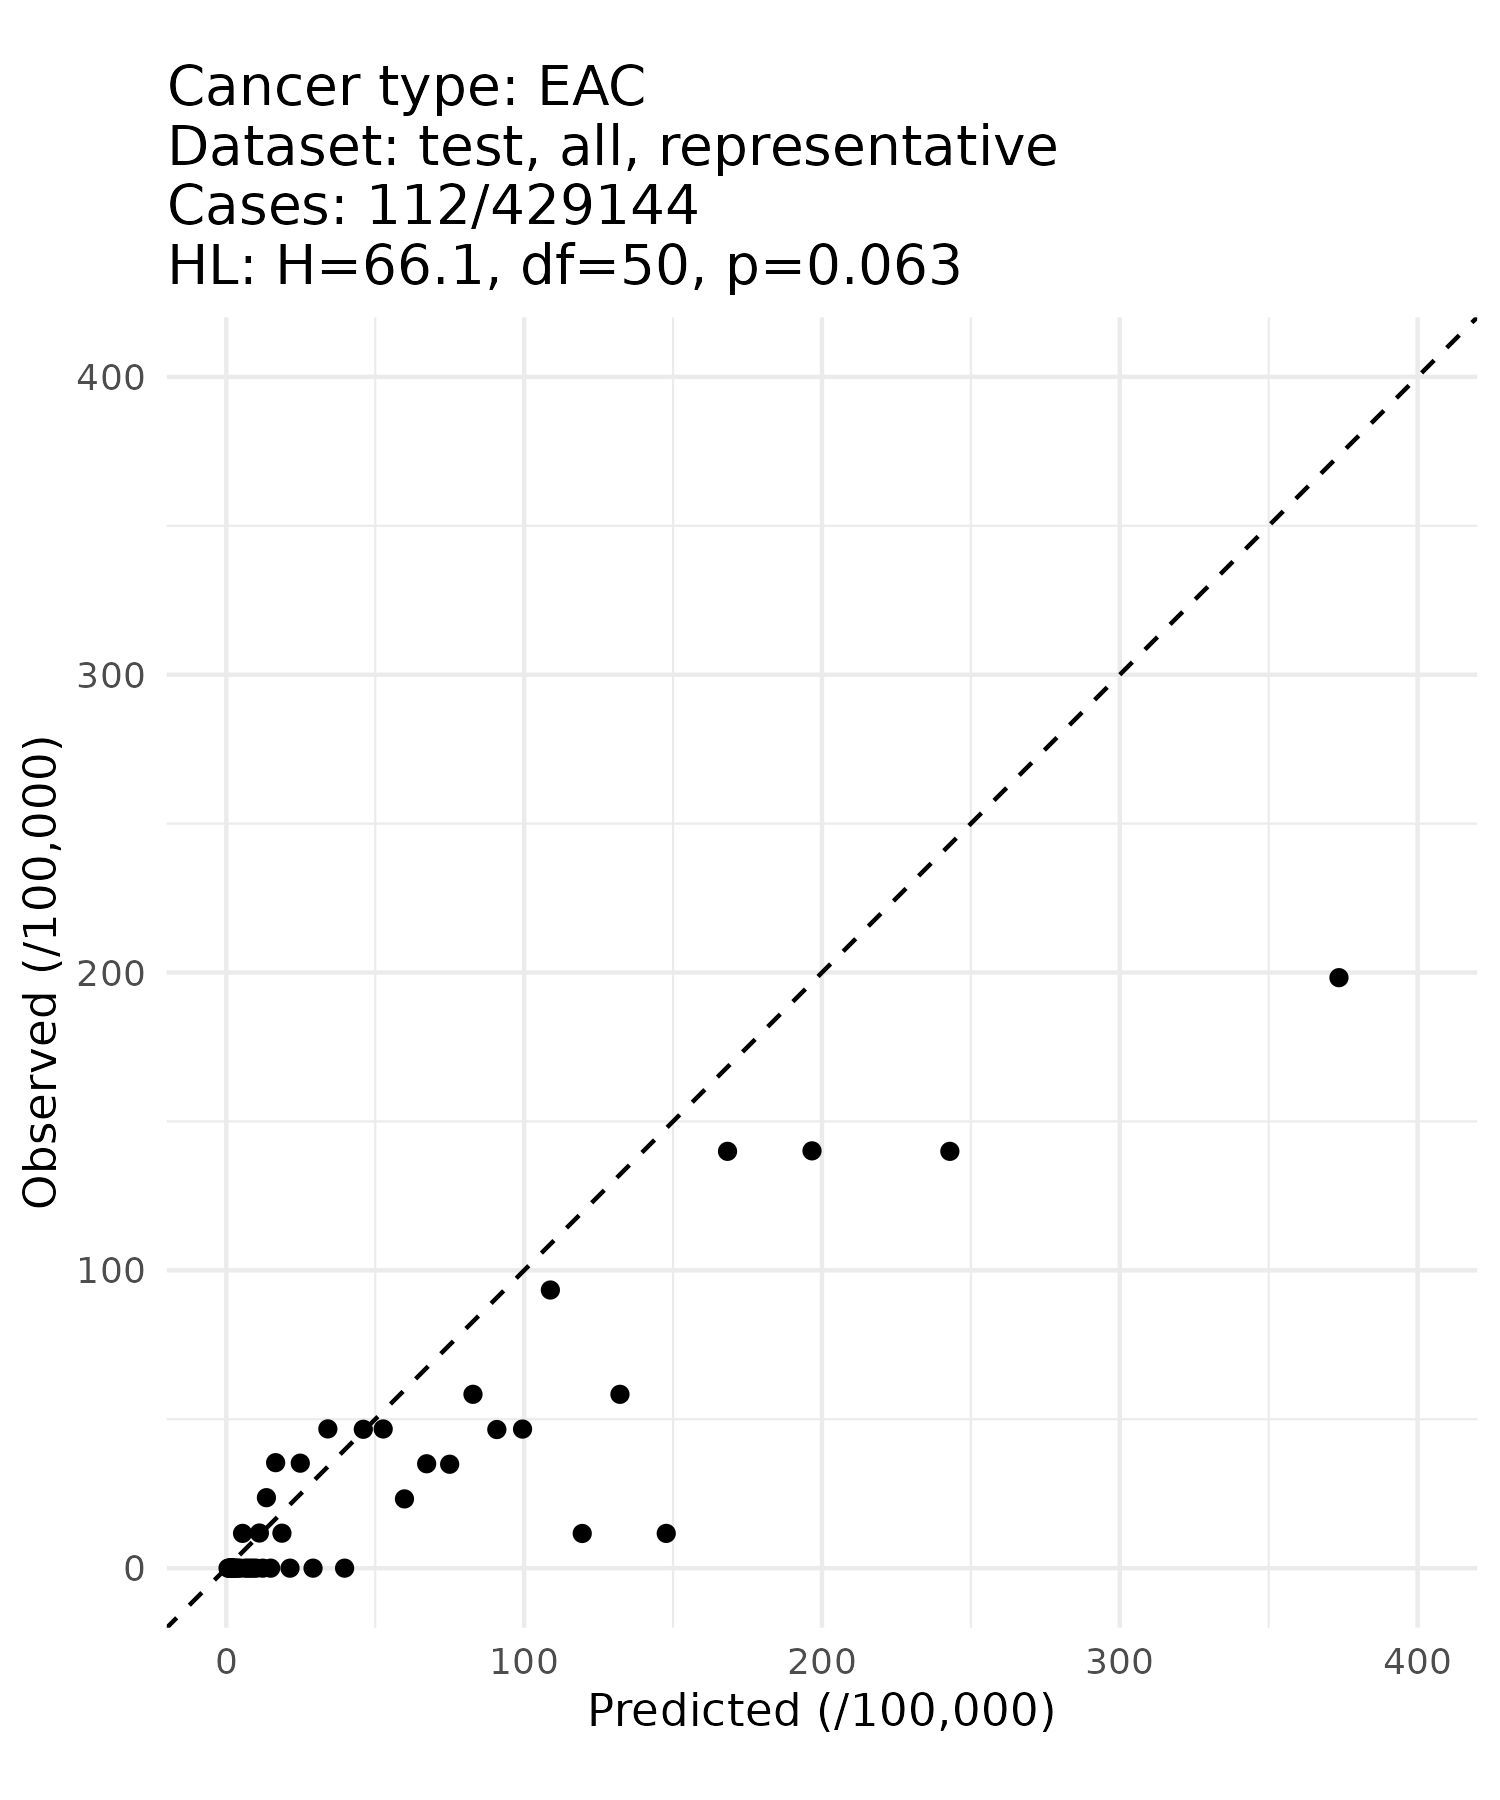 Cancer type: EAC
Dataset: test, all, representative
Cases: 112/429144
HL: H=66.1, df=50, p=0.063
400
300
200
100
0
Observed (/100,000)
0 100 200 300 400
Predicted (/100,000)